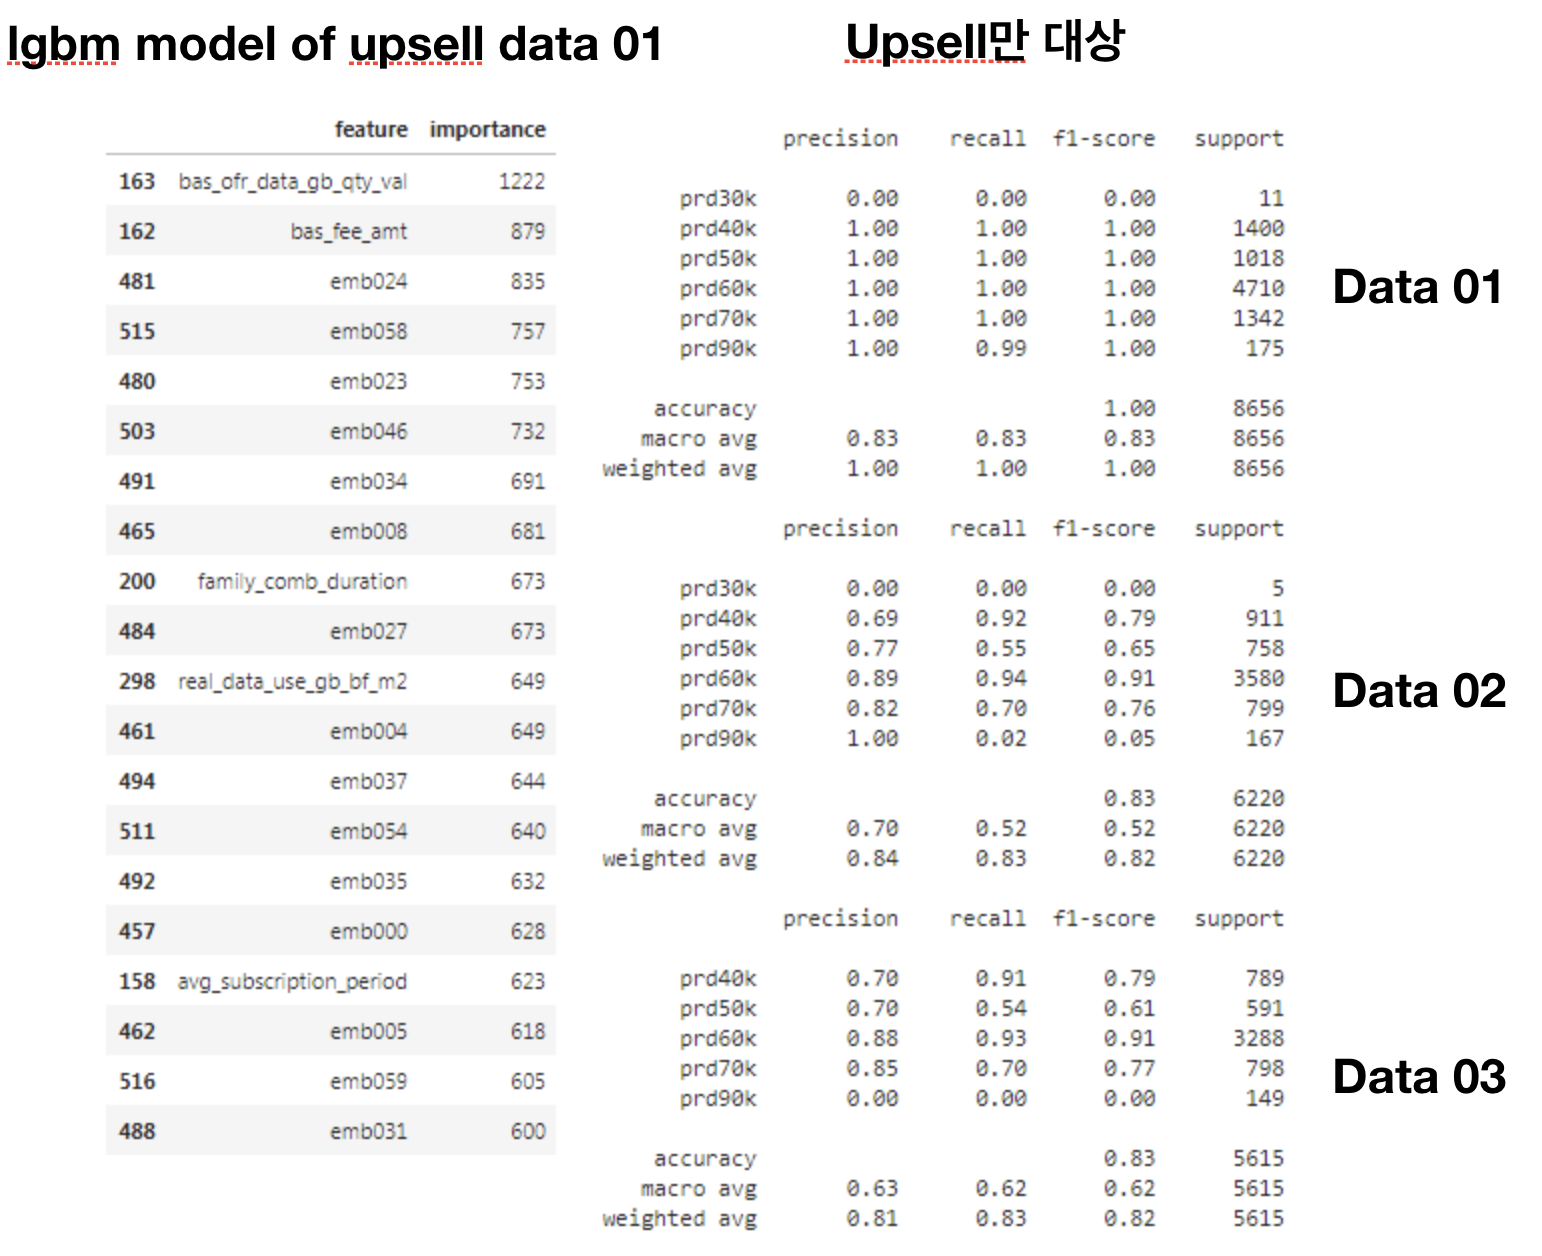 lgbm model of upsell data 01
Upsell만 대상
feature importance
163 bas_ofr_data_gb_qty_val 1222
162 bas_fee_amt 879
481 emb024 835
515 emb058 757
480 emb023 753
503 emb046 732
491 emb034 691
465 emb008 681
200 family_comb_duration 673
484 emb027 673
298 real_data_use_gb_bf_m2 649
461 emb004 649
494 emb037 644
511 emb054 640
492 emb035 632
457 emb000 628
158 avg_subscription_period 623
462 emb005 618
516 emb059 605
488 emb031 600
precision recall f1-score support
prd30k 0.00 0.00 0.00 11
prd40k 1.00 1.00 1.00 1400
prd50k 1.00 1.00 1.00 1018
prd60k 1.00 1.00 1.00 4710
prd70k 1.00 1.00 1.00 1342
prd90k 1.00 0.99 1.00 175
accuracy 1.00 8656
macro avg 0.83 0.83 0.83 8656
weighted avg 1.00 1.00 1.00 8656
Data 01
precision recall f1-score support
prd30k 0.00 0.00 0.00 5
prd40k 0.69 0.92 0.79 911
prd50k 0.77 0.55 0.65 758
prd60k 0.89 0.94 0.91 3580
prd70k 0.82 0.70 0.76 799
prd90k 1.00 0.02 0.05 167
accuracy 0.83 6220
macro avg 0.70 0.52 0.52 6220
weighted avg 0.84 0.83 0.82 6220
Data 02
precision recall f1-score support
prd40k 0.70 0.91 0.79 789
prd50k 0.70 0.54 0.61 591
prd60k 0.88 0.93 0.91 3288
prd70k 0.85 0.70 0.77 798
prd90k 0.00 0.00 0.00 149
accuracy 0.83 5615
macro avg 0.63 0.62 0.62 5615
weighted avg 0.81 0.83 0.82 5615
Data 03